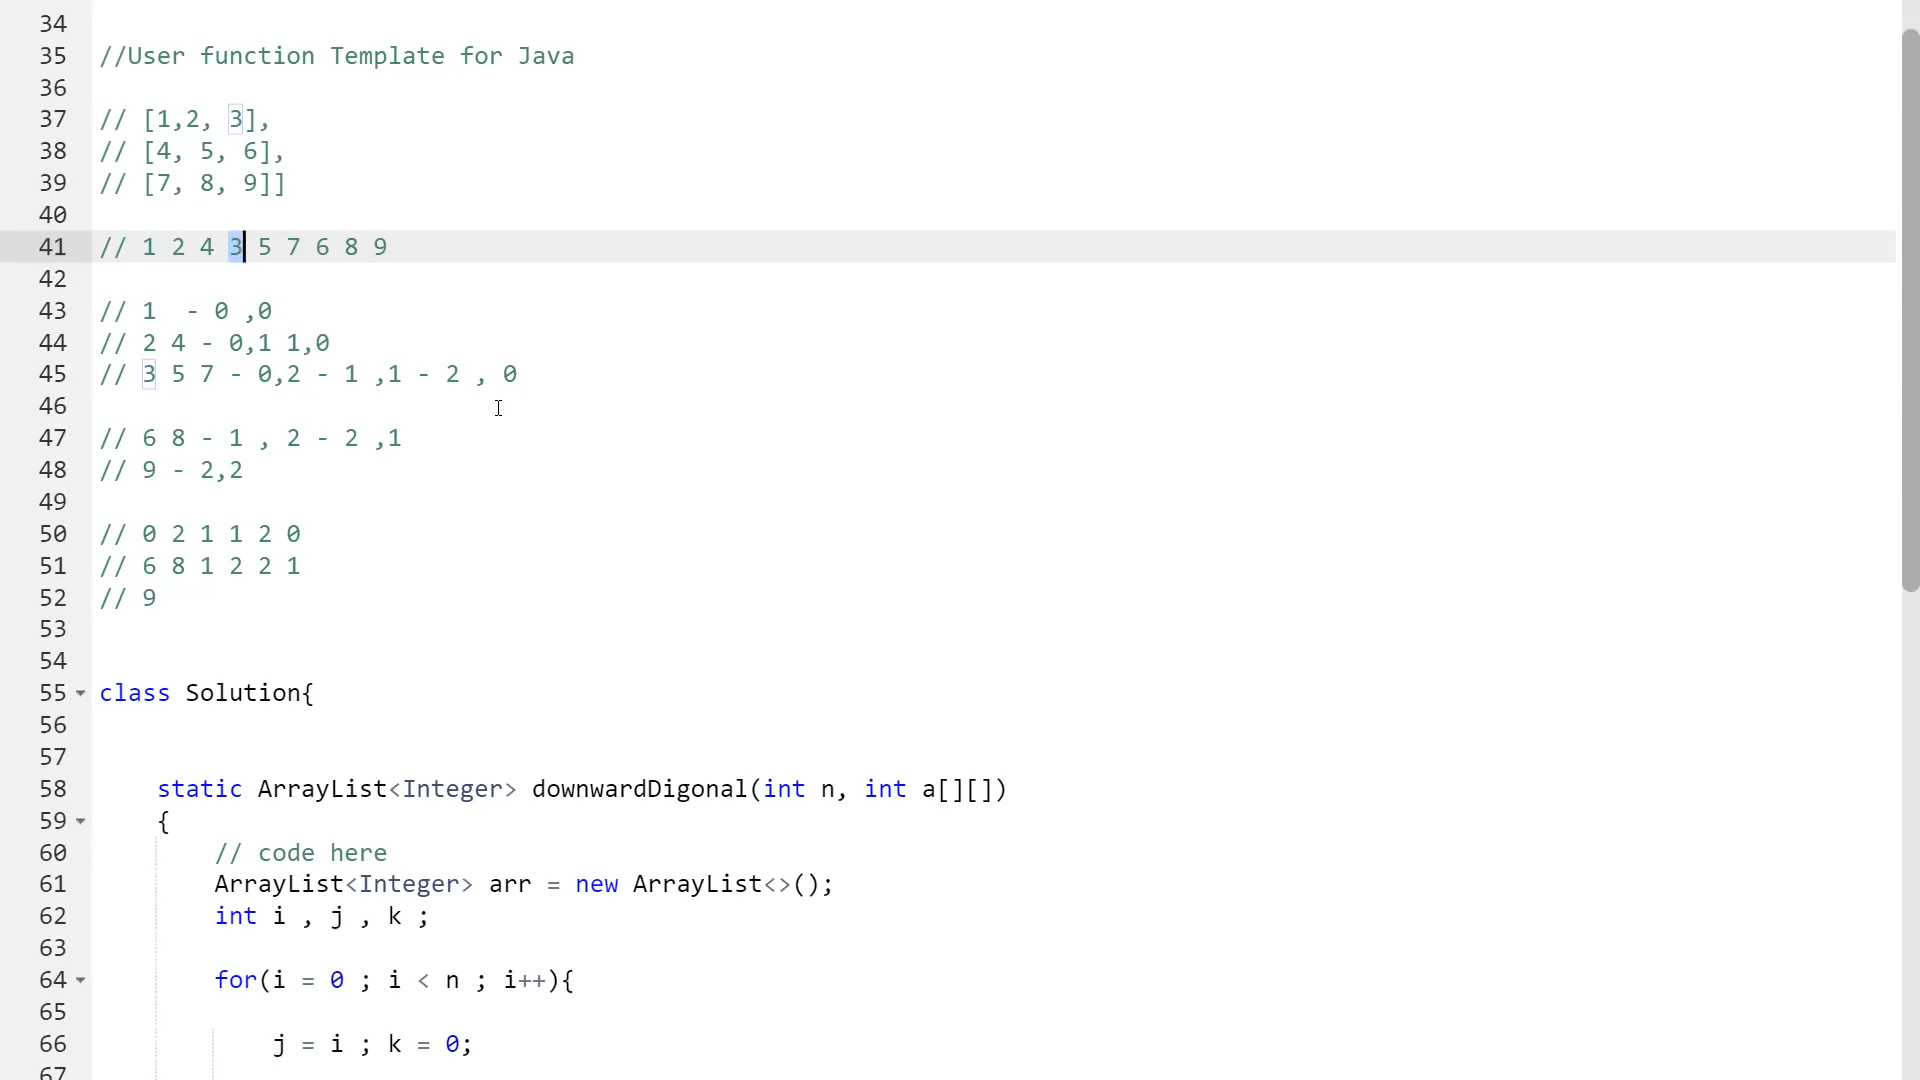 34
35 //User function Template for Java
36
37 // [1,2, 3],
38 // [4, 5, 6],
39 // [7, 8, 9]]
40
41 // 1 2 4 3 5 7 6 8 9
42
43 // 1  - 0 ,0
44 // 2 4 - 0,1 1,0
45 // 3 5 7 - 0,2 - 1 ,1 - 2 , 0
46
47 // 6 8 - 1 , 2 - 2 ,1
48 // 9 - 2,2
49
50 // 0 2 1 1 2 0
51 // 6 8 1 2 2 1
52 // 9
53
54
55 class Solution{
56
57
58     static ArrayList<Integer> downwardDigonal(int n, int a[][])
59     {
60         // code here
61         ArrayList<Integer> arr = new ArrayList<>();
62         int i , j , k ;
63
64         for(i = 0 ; i < n ; i++){
65
66             j = i ; k = 0;
67